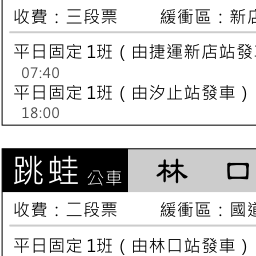 收費：三段票 緩衝區：新店
平日固定1班（由捷運新店站發
07:40
平日固定1班（由汐止站發車）
18:00
跳蛙公車 林口
收費：二段票 緩衝區：國道
平日固定1班（由林口站發車）